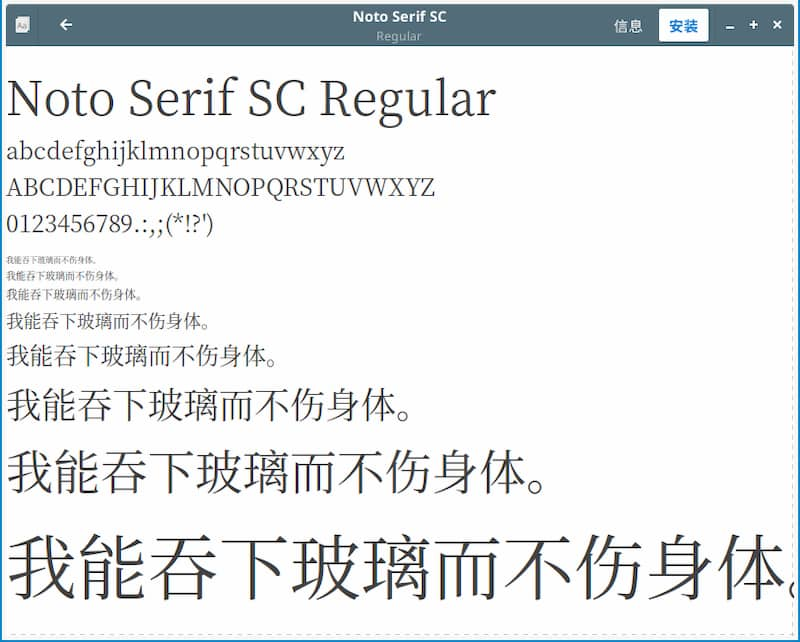 Aa
Noto Serif SC
Regular
信息
安装
Noto Serif SC Regular
abcdefghijklmnopqrstuvwxyz
ABCDEFGHIJKLMNOPQRSTUVWXYZ
0123456789.:,;(*!?')
我能吞下玻璃而不伤身体。
我能吞下玻璃而不伤身体。
我能吞下玻璃而不伤身体。
我能吞下玻璃而不伤身体。
我能吞下玻璃而不伤身体。
我能吞下玻璃而不伤身体。
我能吞下玻璃而不伤身体。
我能吞下玻璃而不伤身体。